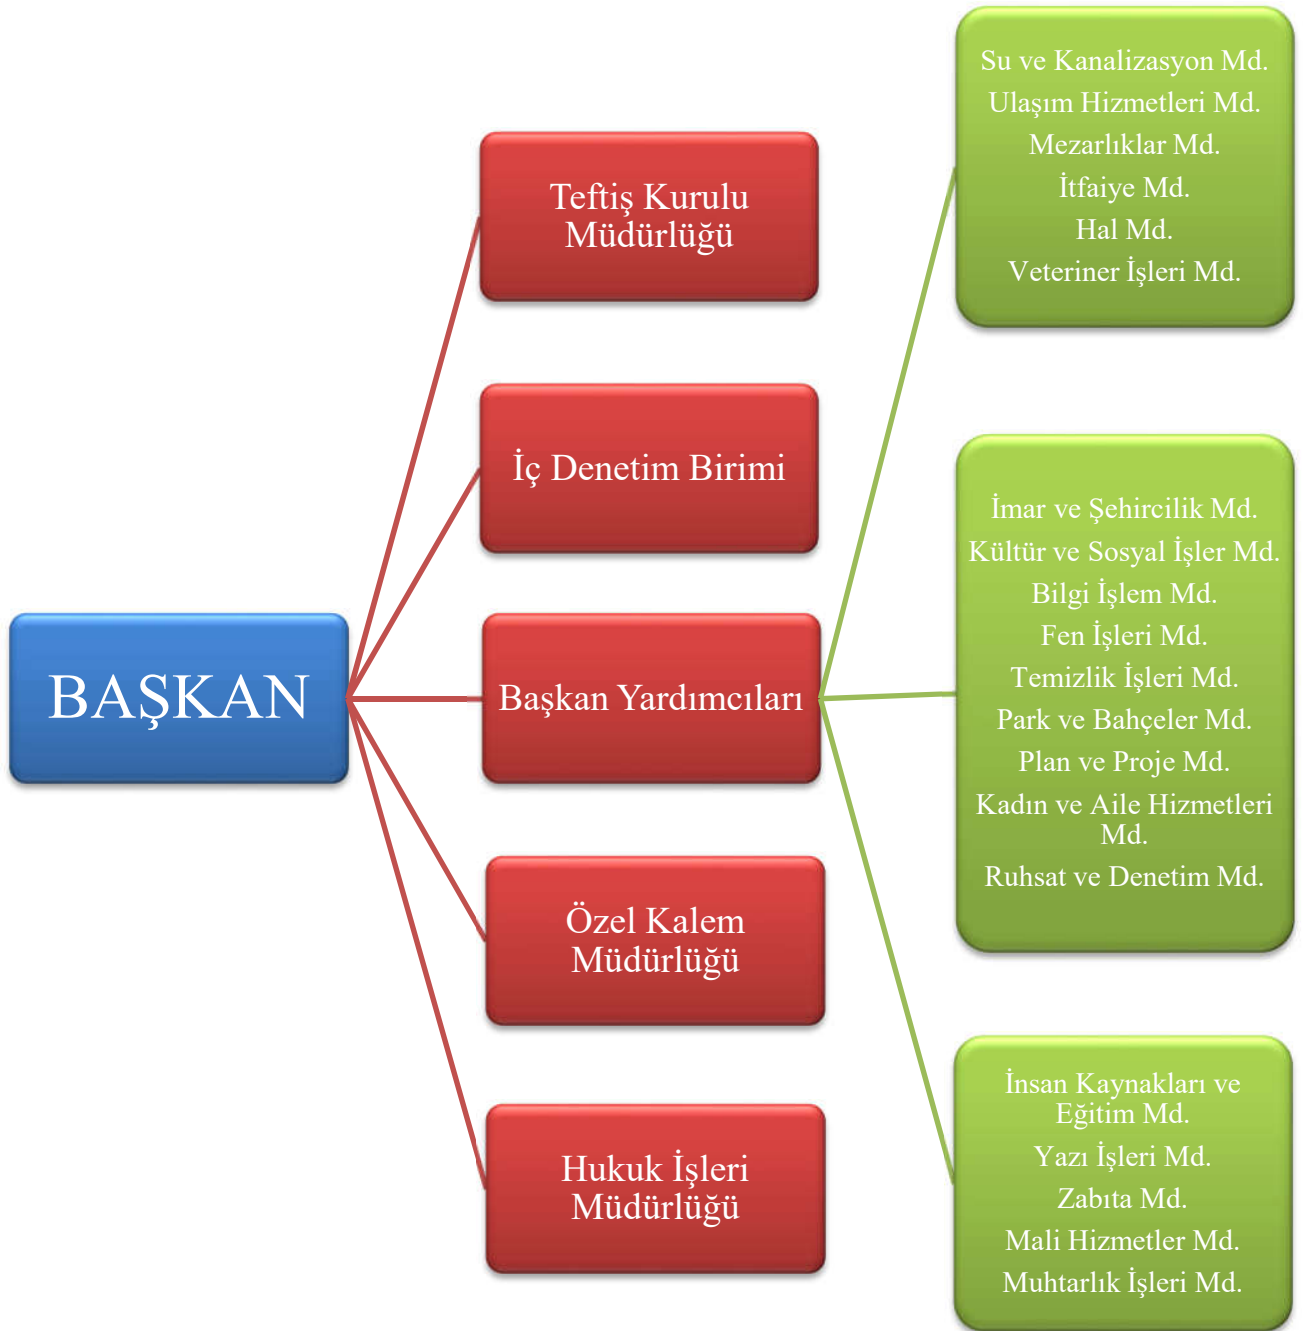 BAŞKAN
Teftiş Kurulu
Müdürlüğü
İç Denetim Birimi
Başkan Yardımcıları
Özel Kalem
Müdürlüğü
Hukuk İşleri
Müdürlüğü
Su ve Kanalizasyon Md.
Ulaşım Hizmetleri Md.
Mezarlıklar Md.
İtfaiye Md.
Hal Md.
Veteriner İşleri Md.
İmar ve Şehircilik Md.
Kültür ve Sosyal İşler Md.
Bilgi İşlem Md.
Fen İşleri Md.
Temizlik İşleri Md.
Park ve Bahçeler Md.
Plan ve Proje Md.
Kadın ve Aile Hizmetleri
Md.
Ruhsat ve Denetim Md.
İnsan Kaynakları ve
Eğitim Md.
Yazı İşleri Md.
Zabıta Md.
Mali Hizmetler Md.
Muhtarlık İşleri Md.